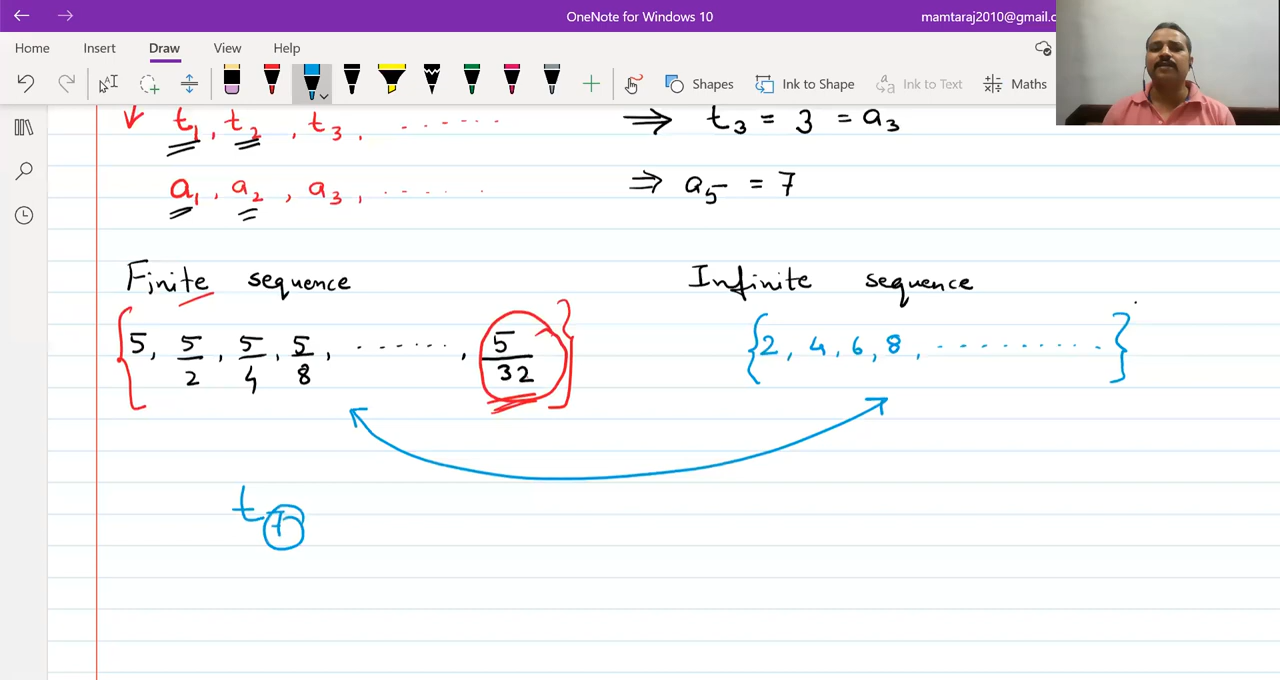 OneNote for Windows 10
mamtaraj2010@gmail.c
Home Insert Draw View Help
Shapes Ink to Shape Ink to Text Maths
t₁, t₂, t₃, ....... ⇒ t₃ = 3 = a₃
a₁, a₂, a₃, ....... ⇒ a₅ = 7
Finite sequence Infinite sequence
{5, 5/2, 5/4, 5/8, ......., 5/32} {2, 4, 6, 8, ..........}
t₇